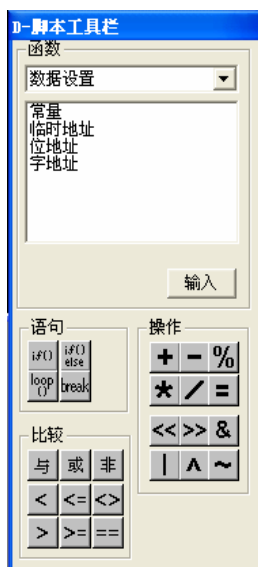 D-脚本工具栏
函数
数据设置
常量
临时地址
位地址
字地址
输入
语句
if() if() else
loop () break
操作
+ - %
* / =
<< >> &
| ∧ ~
比较
与 或 非
< <= <>
> >= ==